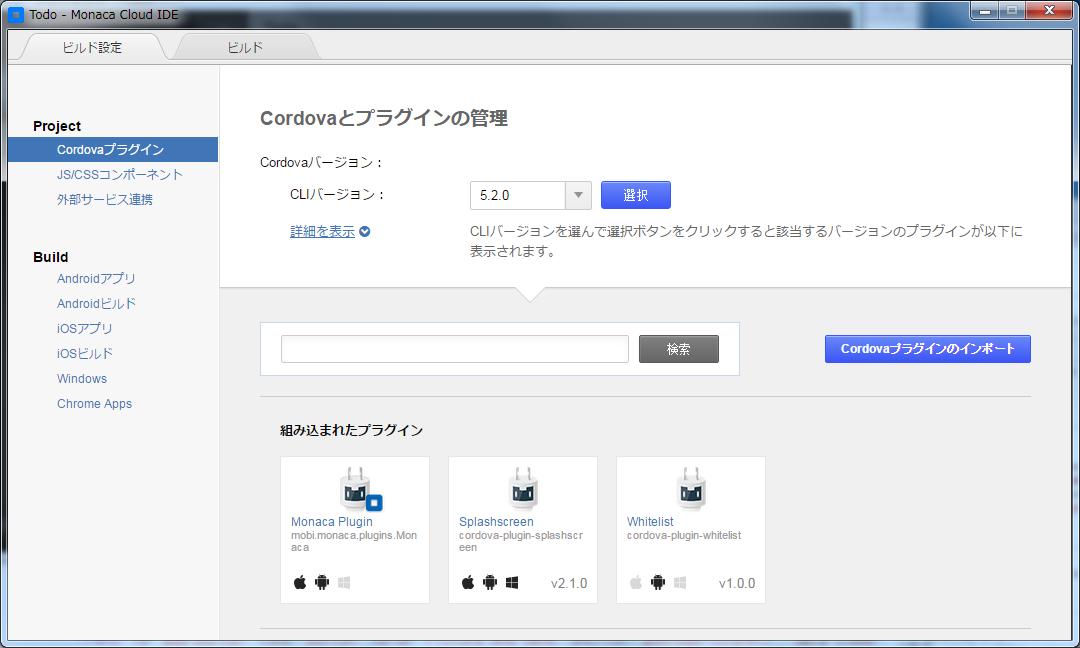 Todo - Monaca Cloud IDE
ビルド設定
ビルド
Project
Cordovaプラグイン
JS/CSSコンポーネント
外部サービス連携
Build
Androidアプリ
Androidビルド
iOSアプリ
iOSビルド
Windows
Chrome Apps
Cordovaとプラグインの管理
Cordovaバージョン：
CLIバージョン：
5.2.0
選択
詳細を表示
CLIバージョンを選んで選択ボタンをクリックすると該当するバージョンのプラグインが以下に
表示されます。
検索
Cordovaプラグインのインポート
組み込まれたプラグイン
Monaca Plugin
mobi.monaca.plugins.Mon
aca
Splashscreen
cordova-plugin-splashscr
een
v2.1.0
Whitelist
cordova-plugin-whitelist
v1.0.0